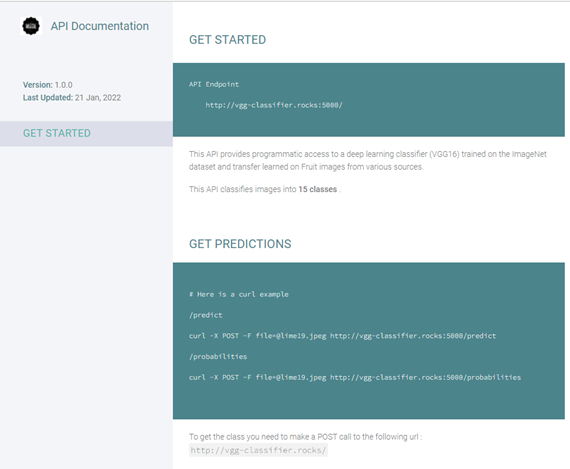 API Documentation
Version: 1.0.0
Last Updated: 21 Jan, 2022
GET STARTED
GET STARTED
API Endpoint
http://vgg-classifier.rocks:5000/
This API provides programmatic access to a deep learning classifier (VGG16) trained on the ImageNet
dataset and transfer learned on Fruit images from various sources.
This API classifies images into 15 classes .
GET PREDICTIONS
# Here is a curl example
/predict
curl -X POST -F file=@lime19.jpeg http://vgg-classifier.rocks:5000/predict
/probabilities
curl -X POST -F file=@lime19.jpeg http://vgg-classifier.rocks:5000/probabilities
To get the class you need to make a POST call to the following url :
http://vgg-classifier.rocks/